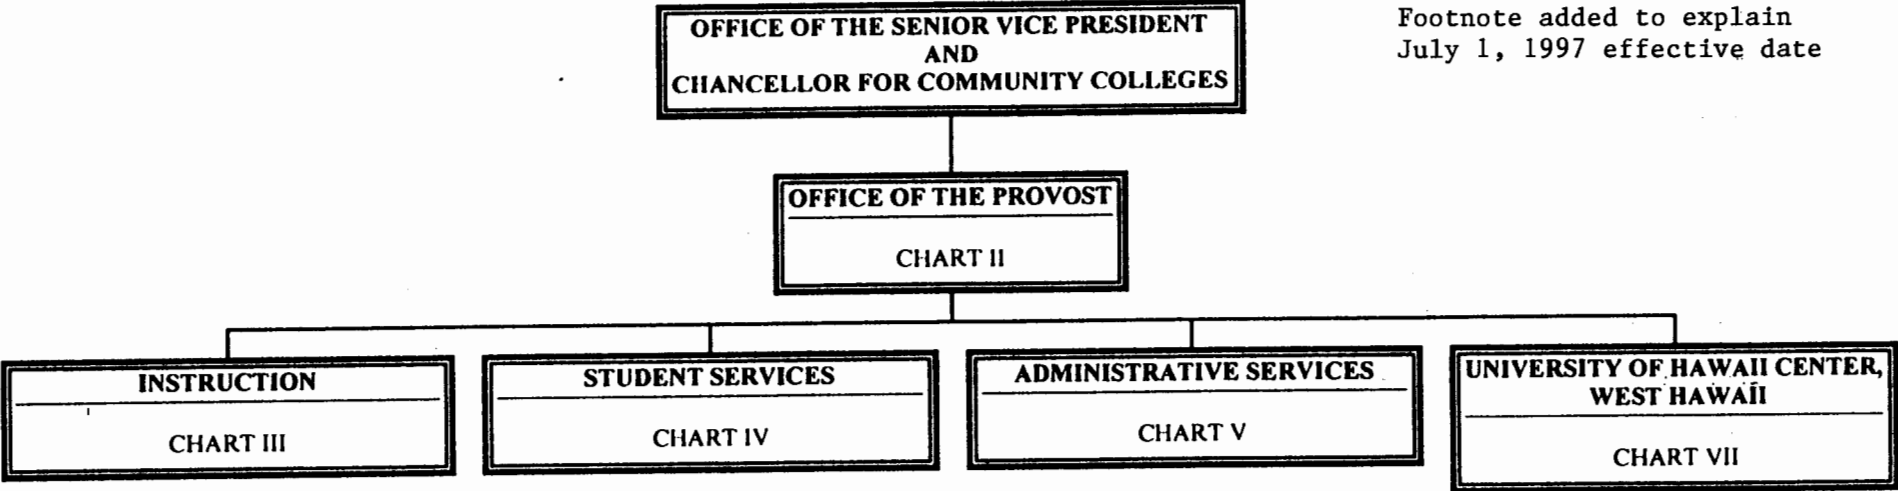 Footnote added to explain
July 1, 1997 effective date
OFFICE OF THE SENIOR VICE PRESIDENT
AND
CHANCELLOR FOR COMMUNITY COLLEGES
OFFICE OF THE PROVOST
CHART II
INSTRUCTION
CHART III
STUDENT SERVICES
CHART IV
ADMINISTRATIVE SERVICES
CHART V
UNIVERSITY OF HAWAII CENTER,
WEST HAWAII
CHART VII